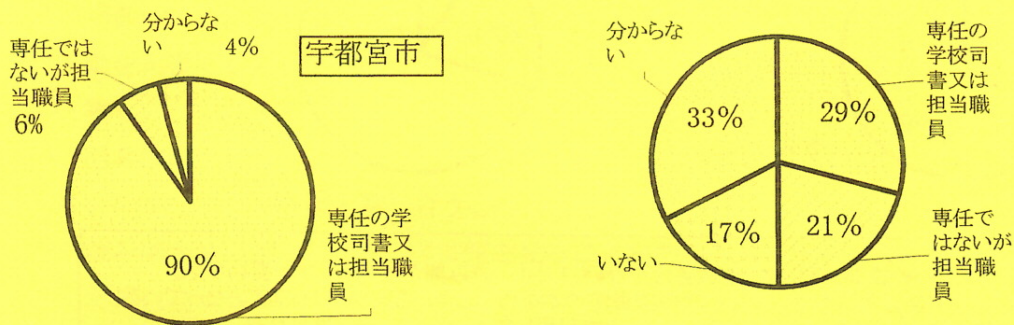 分からな
い 4%
専任では
ないが担
当職員
6%
宇都宮市
専任の学
校司書又
は担当職
員
90%
分からな
い
33%
専任の
学校司
書又は
担当職
員
29%
いない
17%
21%
専任で
はないが
担当職
員